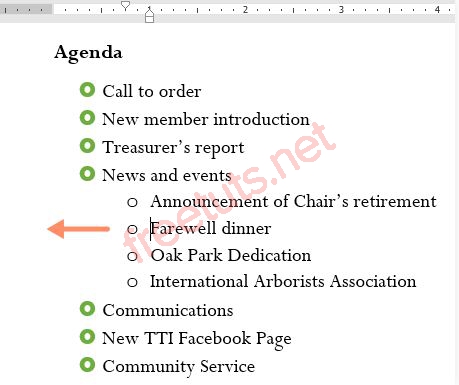 1 2 3 4
Agenda
Call to order
New member introduction
Treasurer's report
News and events
o Announcement of Chair's retirement
o Farewell dinner
o Oak Park Dedication
o International Arborists Association
Communications
New TTI Facebook Page
Community Service
freetuts.net